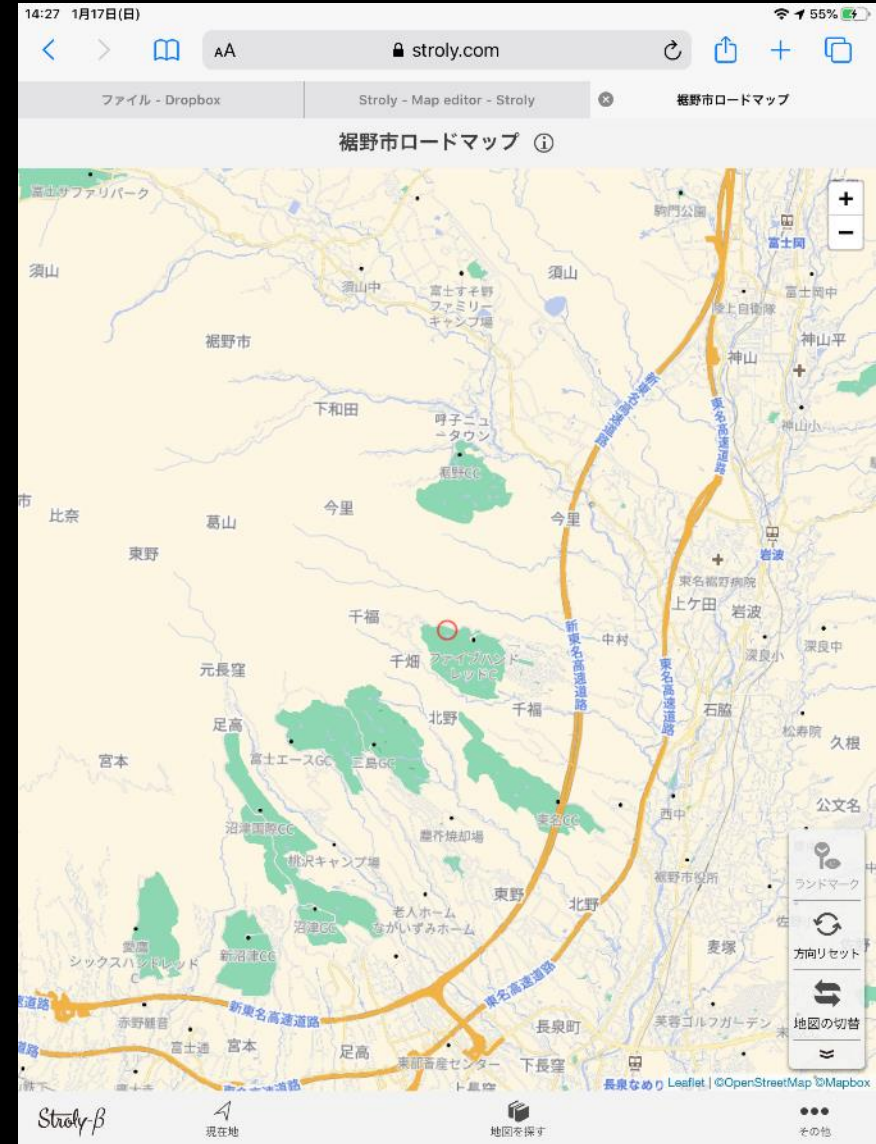 14:27 1月17日(日)
55%
AA
stroly.com
ファイル - Dropbox
Stroly - Map editor - Stroly
裾野市ロードマップ
裾野市ロードマップ
富士サファリパーク
駒門公園
+
−
富士岡
須山
須山中
富士すそ野
ファミリー
キャンプ場
須山
富士岡中
陸上自衛隊
裾野市
神山
神山平
新東名高速道路
下和田
呼子ニュ
ータウン
東名高速道路
神山小
裾野CC
市
比奈
葛山
今里
今里
東野
岩波
東名裾野病院
上ケ田
岩波
千福
新東名高速道路
中村
深良中
千畑
ファイブハンド
レッドC
東名高速道路
深良小
元長窪
千福
石脇
足高
北野
松寿院
久根
宮本
富士エースGC
三島GC
公文名
西中
東名CC
沼津国際CC
塵芥焼却場
桃沢キャンプ場
裾野市役所
ランドマーク
東野
北野
老人ホーム
ながいずみホーム
沼津GC
愛鷹
シックスハンドレッド
C
新沼津CC
麦塚
方向リセット
東名高速道路
新東名高速道路
赤野観音
長泉町
芙蓉ゴルフガーデン
地図の切替
富士通
宮本
足高
東部畜産センター
下長窪
上長窪
長泉なめり
Leaflet | ©OpenStreetMap ©Mapbox
Stroly-β
現在地
地図を探す
その他